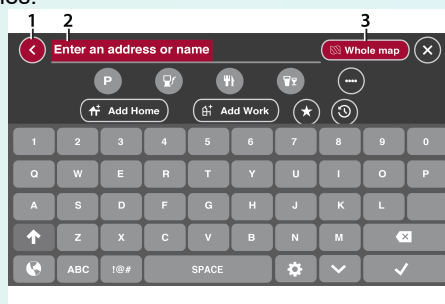 1 2 3
Enter an address or name Whole map
P
Add Home Add Work
1 2 3 4 5 6 7 8 9 0
Q W E R T Y U I O P
A S D F G H J K L
Z X C V B N M
ABC !@# SPACE